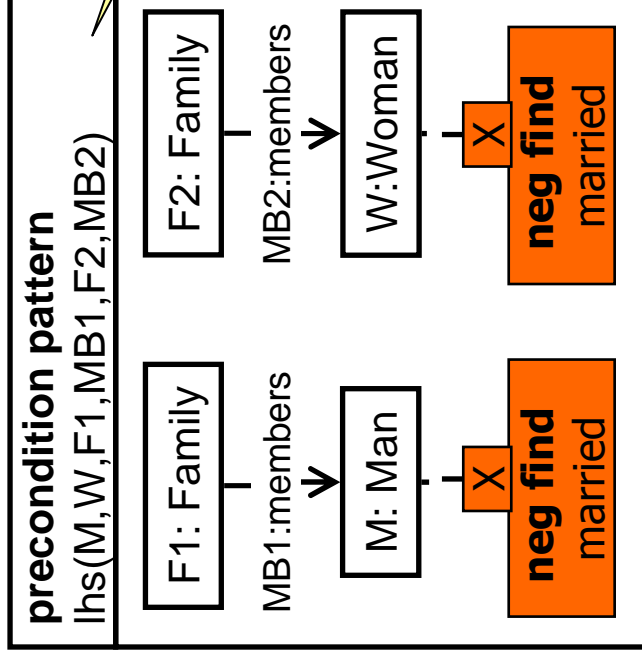 precondition pattern
lhs(M,W,F1,MB1,F2,MB2)
F1: Family
MB1:members
M: Man
X
neg find
married
F2: Family
MB2:members
W:Woman
X
neg find
married